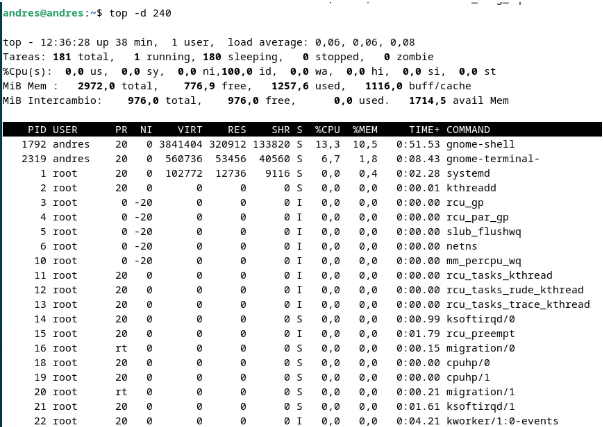 andres@andres:~$ top -d 240
top - 12:36:28 up 38 min,  1 user,  load average: 0,06, 0,06, 0,08
Tareas: 181 total,   1 running, 180 sleeping,   0 stopped,   0 zombie
%Cpu(s):  0,0 us,  0,0 sy,  0,0 ni,100,0 id,  0,0 wa,  0,0 hi,  0,0 si,  0,0 st
MiB Mem :   2972,0 total,    776,9 free,   1257,6 used,   1116,0 buff/cache
MiB Intercambio:    976,0 total,    976,0 free,      0,0 used.   1714,5 avail Mem
PID USER      PR  NI    VIRT    RES    SHR S  %CPU  %MEM     TIME+ COMMAND
1792 andres    20   0 3841404 320912 133820 S  13,3  10,5   0:51.53 gnome-shell
2319 andres    20   0  560736  53456  40560 S   6,7   1,8   0:08.43 gnome-terminal-
1 root      20   0  102772  12736   9116 S   0,0   0,4   0:02.28 systemd
2 root      20   0       0      0      0 S   0,0   0,0   0:00.01 kthreadd
3 root       0 -20       0      0      0 I   0,0   0,0   0:00.00 rcu_gp
4 root       0 -20       0      0      0 I   0,0   0,0   0:00.00 rcu_par_gp
5 root       0 -20       0      0      0 I   0,0   0,0   0:00.00 slub_flushwq
6 root       0 -20       0      0      0 I   0,0   0,0   0:00.00 netns
10 root       0 -20       0      0      0 I   0,0   0,0   0:00.00 mm_percpu_wq
11 root      20   0       0      0      0 I   0,0   0,0   0:00.00 rcu_tasks_kthread
12 root      20   0       0      0      0 I   0,0   0,0   0:00.00 rcu_tasks_rude_kthread
13 root      20   0       0      0      0 I   0,0   0,0   0:00.00 rcu_tasks_trace_kthread
14 root      20   0       0      0      0 S   0,0   0,0   0:00.99 ksoftirqd/0
15 root      20   0       0      0      0 I   0,0   0,0   0:01.79 rcu_preempt
16 root      rt   0       0      0      0 S   0,0   0,0   0:00.15 migration/0
18 root      20   0       0      0      0 S   0,0   0,0   0:00.00 cpuhp/0
19 root      20   0       0      0      0 S   0,0   0,0   0:00.00 cpuhp/1
20 root      rt   0       0      0      0 S   0,0   0,0   0:00.21 migration/1
21 root      20   0       0      0      0 S   0,0   0,0   0:01.61 ksoftirqd/1
22 root      20   0       0      0      0 I   0,0   0,0   0:04.21 kworker/1:0-events